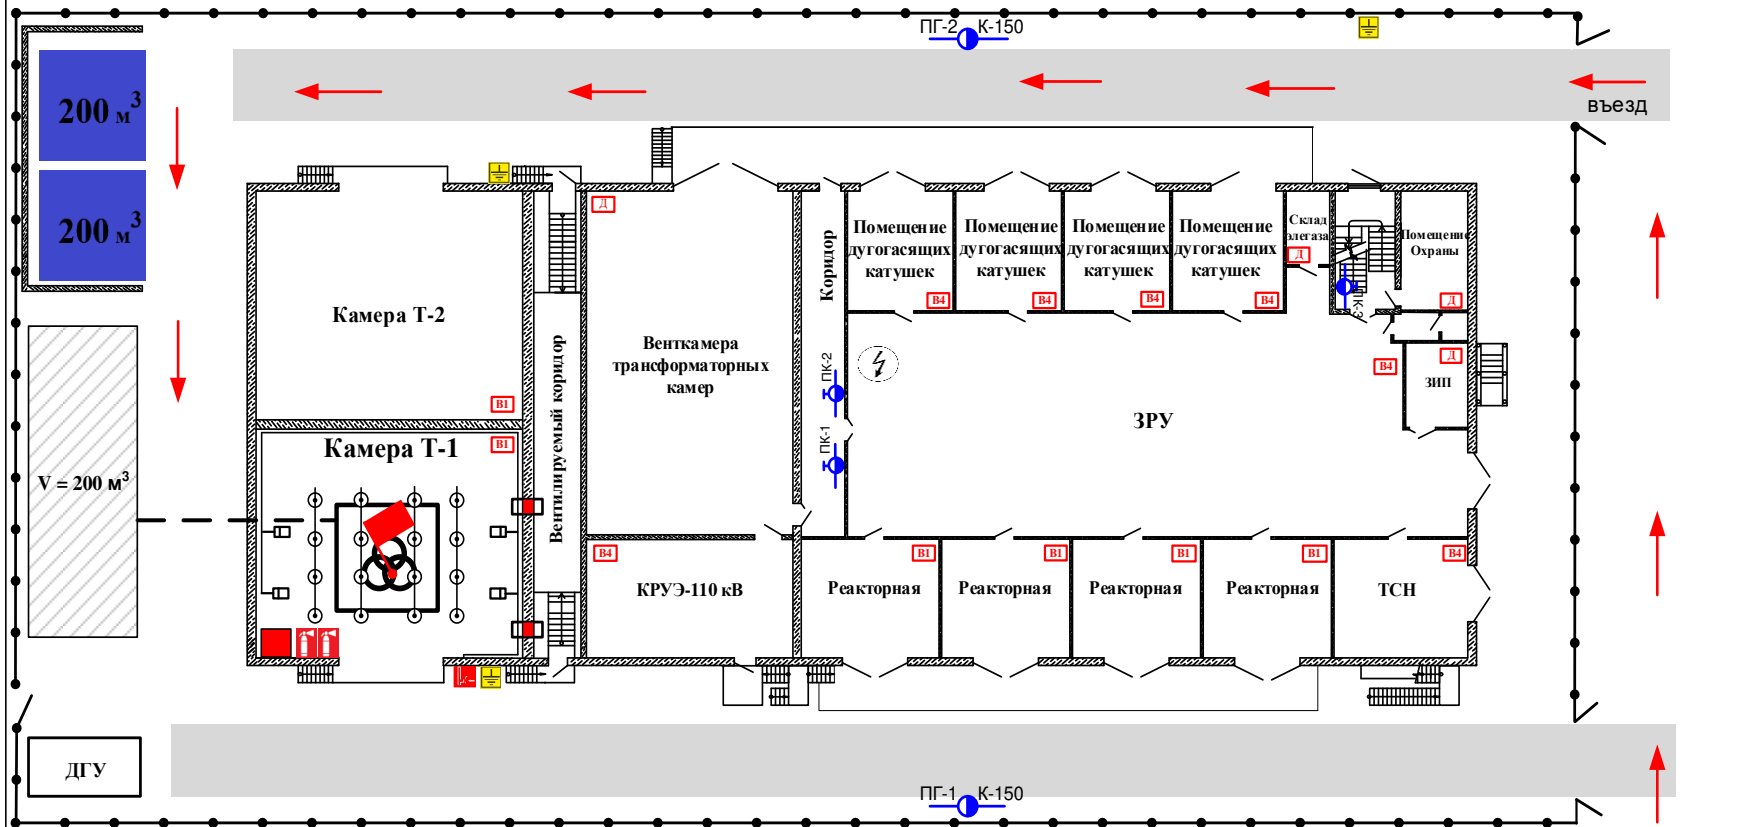 ПГ-2 К-150
въезд
200 м³
200 м³
V = 200 м³
ДГУ
Камера Т-2
В1
Камера Т-1
В1
Вентилируемый коридор
Д
Венткамера
трансформаторных
камер
В4
КРУЭ-110 кВ
Коридор
ПК-2
ПК-1
Помещение
дугогасящих
катушек
В4
Помещение
дугогасящих
катушек
В4
Помещение
дугогасящих
катушек
В4
Помещение
дугогасящих
катушек
В4
Склад
элегаза
Д
ПК-3
Помещение
Охраны
Д
В4
Д
ЗИП
ЗРУ
В1
Реакторная
В1
Реакторная
В1
Реакторная
В1
Реакторная
В4
ТСН
ПГ-1 К-150